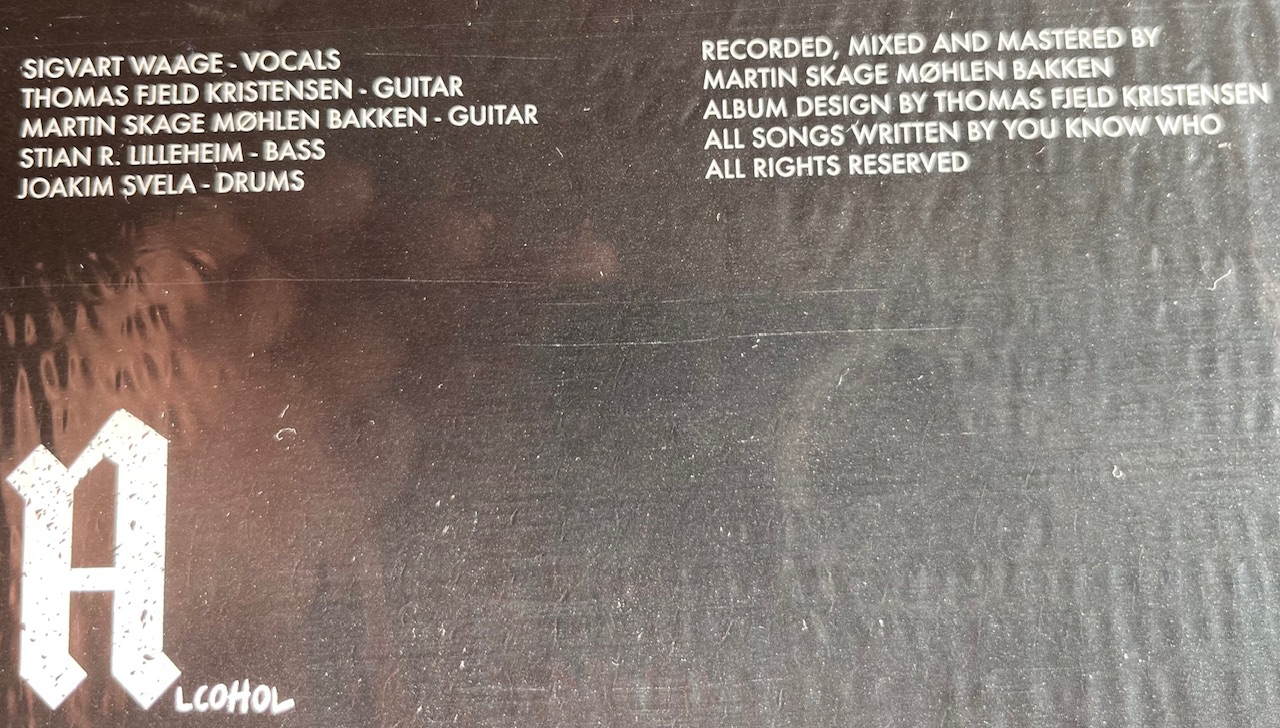 SIGVART WAAGE - VOCALS
THOMAS FJELD KRISTENSEN - GUITAR
MARTIN SKAGE MØHLEN BAKKEN - GUITAR
STIAN R. LILLEHEIM - BASS
JOAKIM SVELA - DRUMS
RECORDED, MIXED AND MASTERED BY
MARTIN SKAGE MØHLEN BAKKEN
ALBUM DESIGN BY THOMAS FJELD KRISTENSEN
ALL SONGS WRITTEN BY YOU KNOW WHO
ALL RIGHTS RESERVED
ALCOHOL